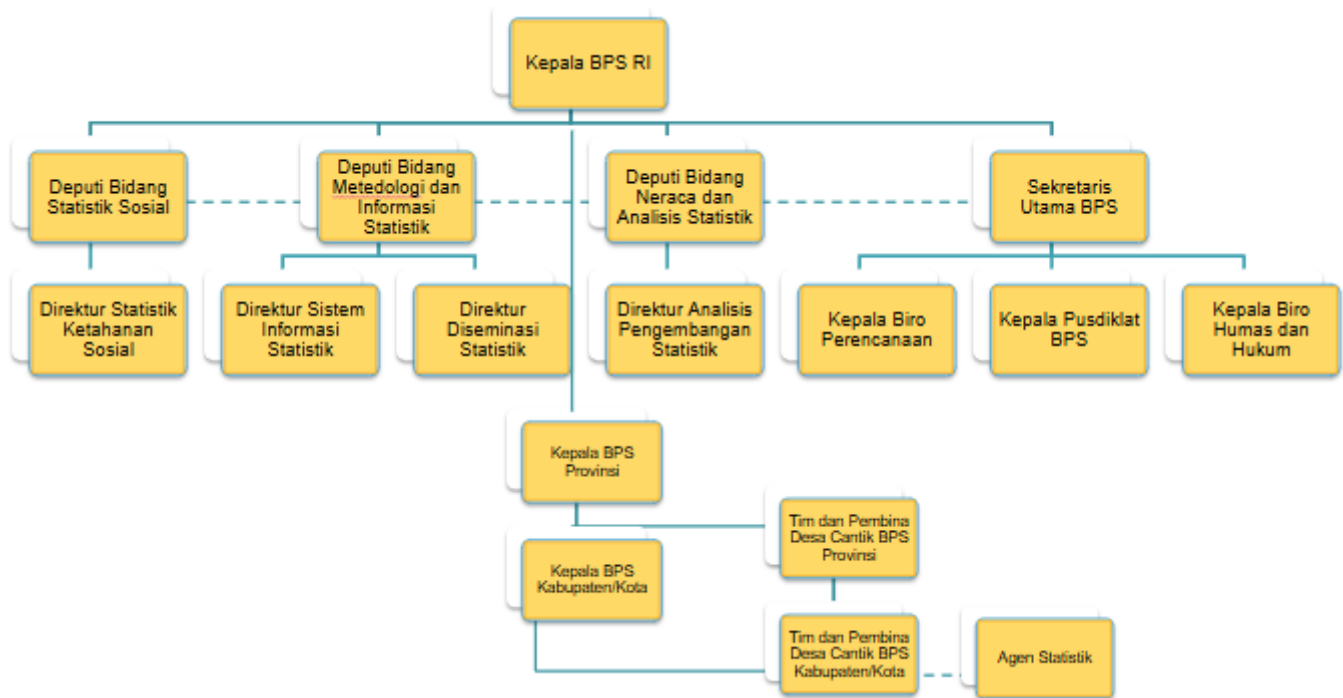 Kepala BPS RI
Deputi Bidang
Statistik Sosial
Deputi Bidang
Metedologi dan
Informasi
Statistik
Deputi Bidang
Neraca dan
Analisis Statistik
Sekretaris
Utama BPS
Direktur Statistik
Ketahanan
Sosial
Direktur Sistem
Informasi
Statistik
Direktur
Diseminasi
Statistik
Direktur Analisis
Pengembangan
Statistik
Kepala Biro
Perencanaan
Kepala Pusdiklat
BPS
Kepala Biro
Humas dan
Hukum
Kepala BPS
Provinsi
Tim dan Pembina
Desa Cantik BPS
Provinsi
Kepala BPS
Kabupaten/Kota
Tim dan Pembina
Desa Cantik BPS
Kabupaten/Kota
Agen Statistik